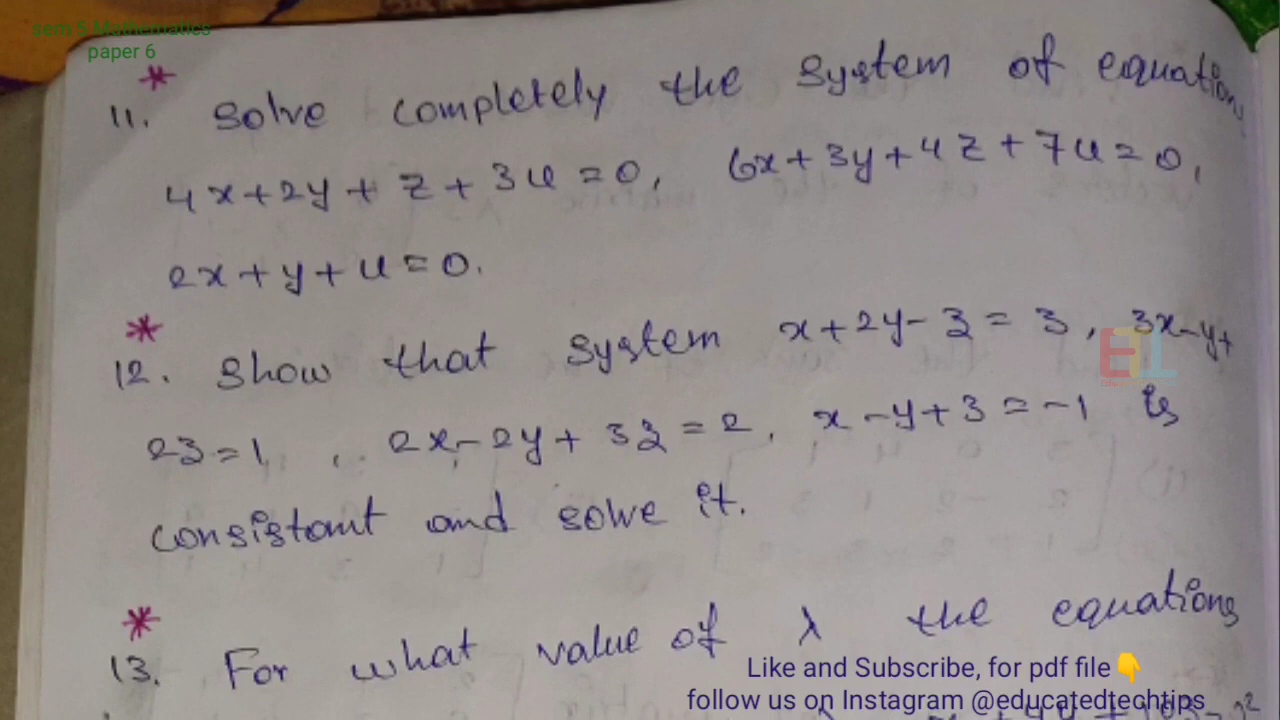 sem 5 Mathematics
paper 6
11. Solve completely the system of equations
4x+2y+z+3u=0, 6x+3y+4z+7u=0,
2x+y+u=0.
12. Show that system x+2y-z=3, 3x-y+
2z=1, 2x-2y+3z=2, x-y+z=-1 is
consistant and solve it.
13. For what value of λ the equations
Like and Subscribe, for pdf file👇
follow us on Instagram @educatedtechtips